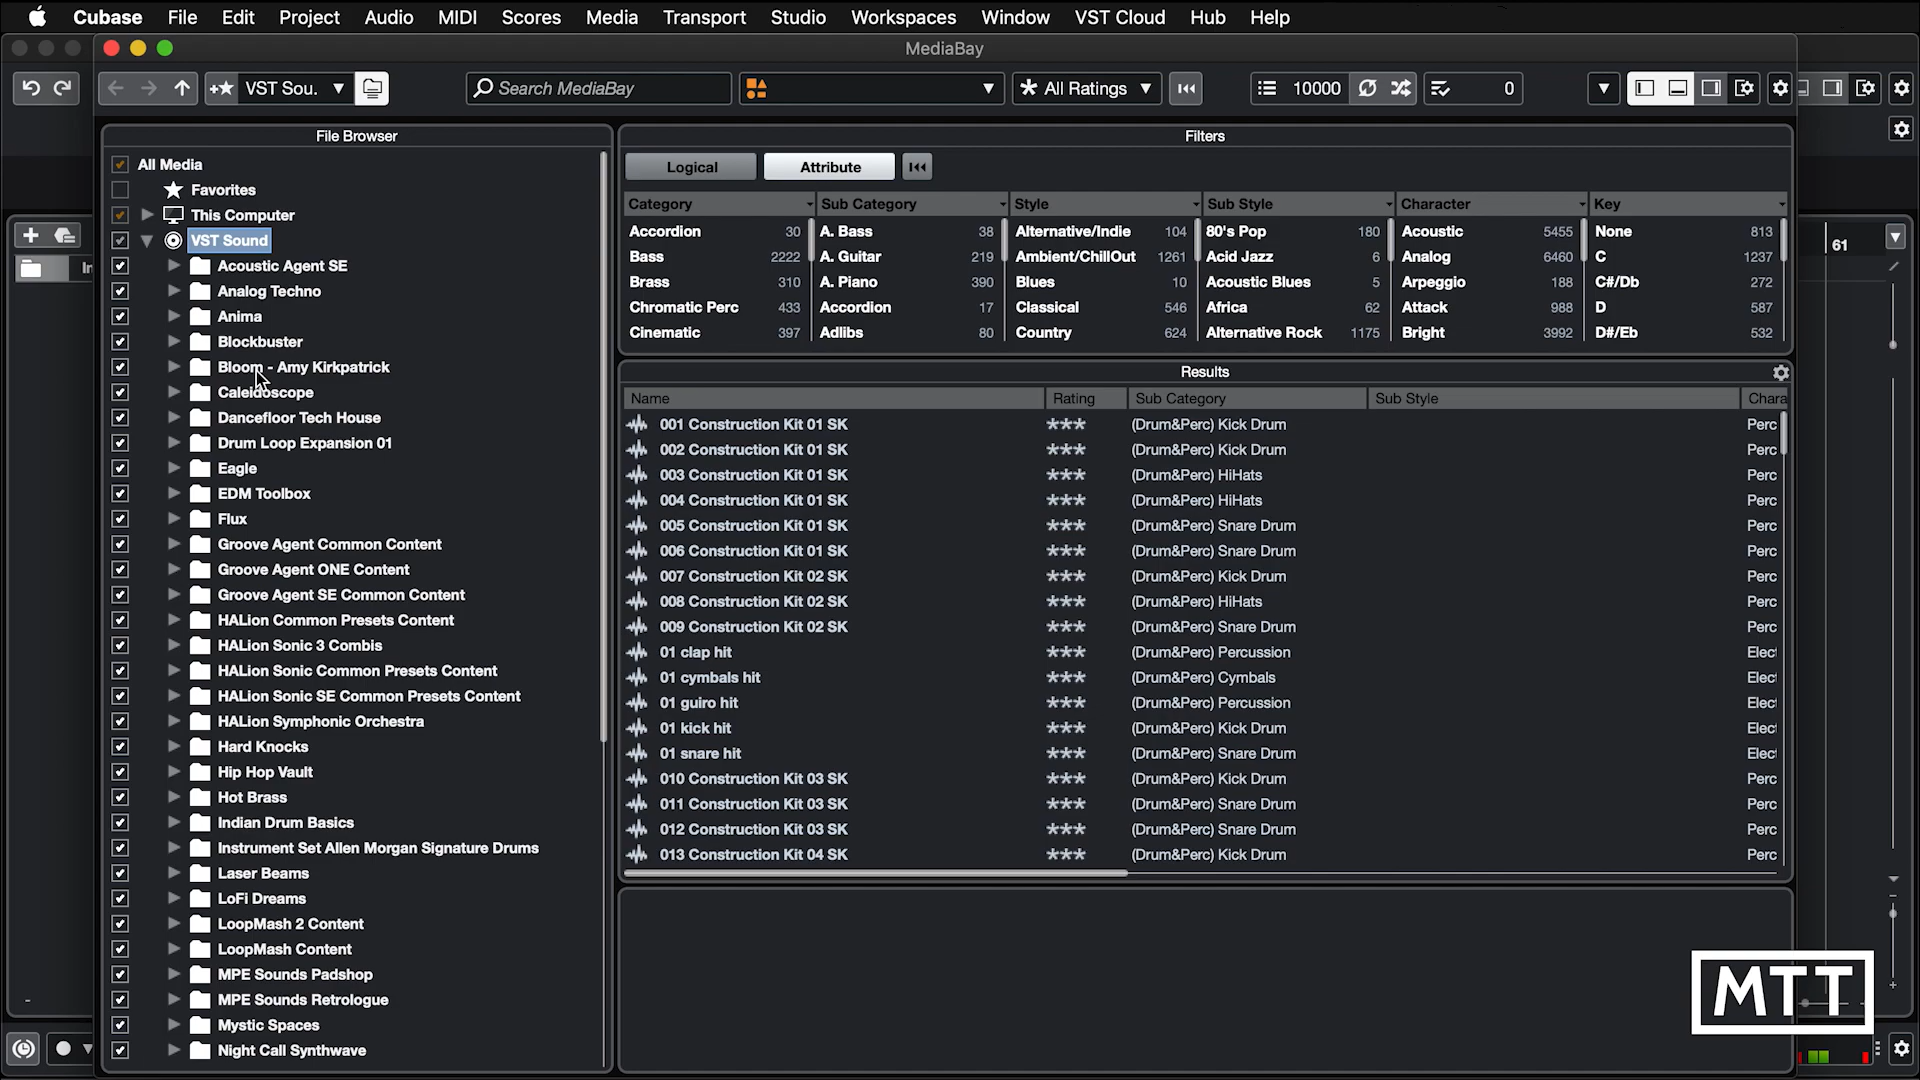 Cubase File Edit Project Audio MIDI Scores Media Transport Studio Workspaces Window VST Cloud Hub Help
MediaBay
VST Sou. Search MediaBay All Ratings 10000 0
File Browser
All Media
Favorites
This Computer
VST Sound
Acoustic Agent SE
Analog Techno
Anima
Blockbuster
Bloom - Amy Kirkpatrick
Caleidoscope
Dancefloor Tech House
Drum Loop Expansion 01
Eagle
EDM Toolbox
Flux
Groove Agent Common Content
Groove Agent ONE Content
Groove Agent SE Common Content
HALion Common Presets Content
HALion Sonic 3 Combis
HALion Sonic Common Presets Content
HALion Sonic SE Common Presets Content
HALion Symphonic Orchestra
Hard Knocks
Hip Hop Vault
Hot Brass
Indian Drum Basics
Instrument Set Allen Morgan Signature Drums
Laser Beams
LoFi Dreams
LoopMash 2 Content
LoopMash Content
MPE Sounds Padshop
MPE Sounds Retrologue
Mystic Spaces
Night Call Synthwave
Filters
Logical Attribute
Category Sub Category Style Sub Style Character Key
Accordion 30 A. Bass 38 Alternative/Indie 104 80's Pop 180 Acoustic 5455 None 813
Bass 2222 A. Guitar 219 Ambient/ChillOut 1261 Acid Jazz 6 Analog 6460 C 1237
Brass 310 A. Piano 390 Blues 10 Acoustic Blues 5 Arpeggio 188 C#/Db 272
Chromatic Perc 433 Accordion 17 Classical 546 Africa 62 Attack 988 D 587
Cinematic 397 Adlibs 80 Country 624 Alternative Rock 1175 Bright 3992 D#/Eb 532
Results
Name Rating Sub Category Sub Style Chara
001 Construction Kit 01 SK *** (Drum&Perc) Kick Drum Perc
002 Construction Kit 01 SK *** (Drum&Perc) Kick Drum Perc
003 Construction Kit 01 SK *** (Drum&Perc) HiHats Perc
004 Construction Kit 01 SK *** (Drum&Perc) HiHats Perc
005 Construction Kit 01 SK *** (Drum&Perc) Snare Drum Perc
006 Construction Kit 01 SK *** (Drum&Perc) Snare Drum Perc
007 Construction Kit 02 SK *** (Drum&Perc) Kick Drum Perc
008 Construction Kit 02 SK *** (Drum&Perc) HiHats Perc
009 Construction Kit 02 SK *** (Drum&Perc) Snare Drum Perc
01 clap hit *** (Drum&Perc) Percussion Elect
01 cymbals hit *** (Drum&Perc) Cymbals Elect
01 guiro hit *** (Drum&Perc) Percussion Elect
01 kick hit *** (Drum&Perc) Kick Drum Elect
01 snare hit *** (Drum&Perc) Snare Drum Elect
010 Construction Kit 03 SK *** (Drum&Perc) Kick Drum Perc
011 Construction Kit 03 SK *** (Drum&Perc) Snare Drum Perc
012 Construction Kit 03 SK *** (Drum&Perc) Snare Drum Perc
013 Construction Kit 04 SK *** (Drum&Perc) Kick Drum Perc
61
In
MTT